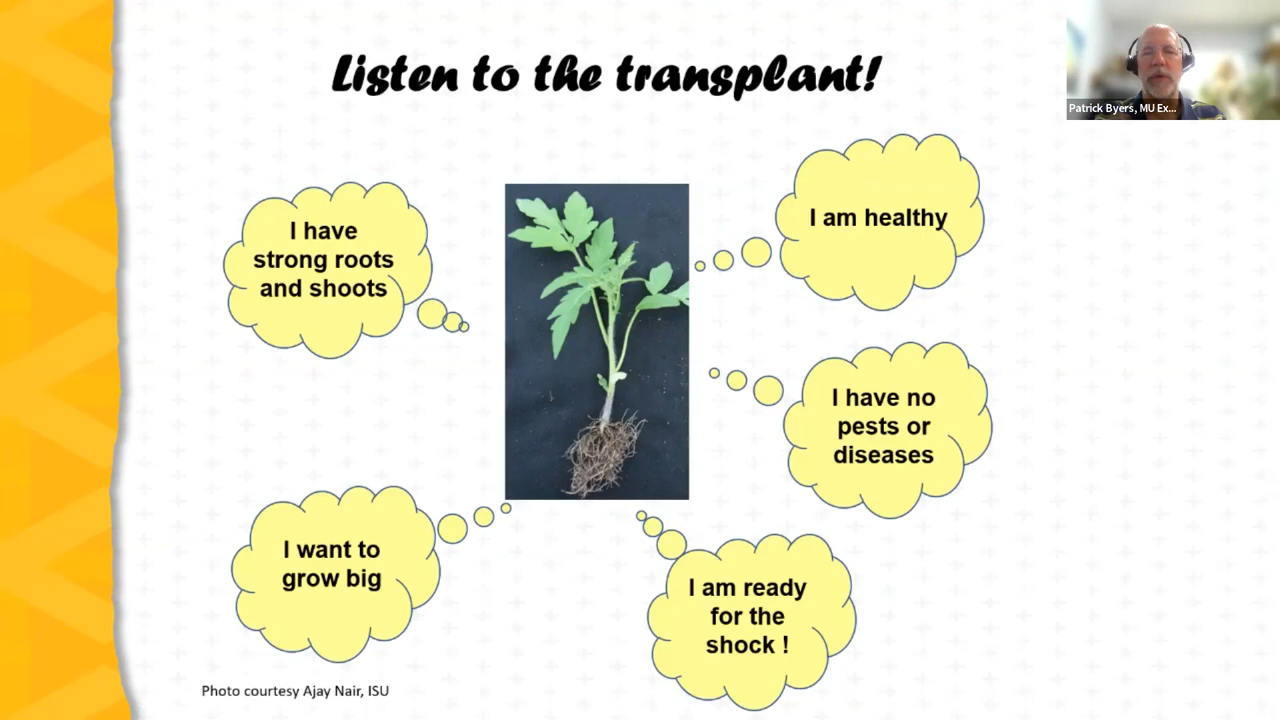 Listen to the transplant!
Patrick Byers, MU Ex...
I have
strong roots
and shoots
I am healthy
I have no
pests or
diseases
I want to
grow big
I am ready
for the
shock !
Photo courtesy Ajay Nair, ISU